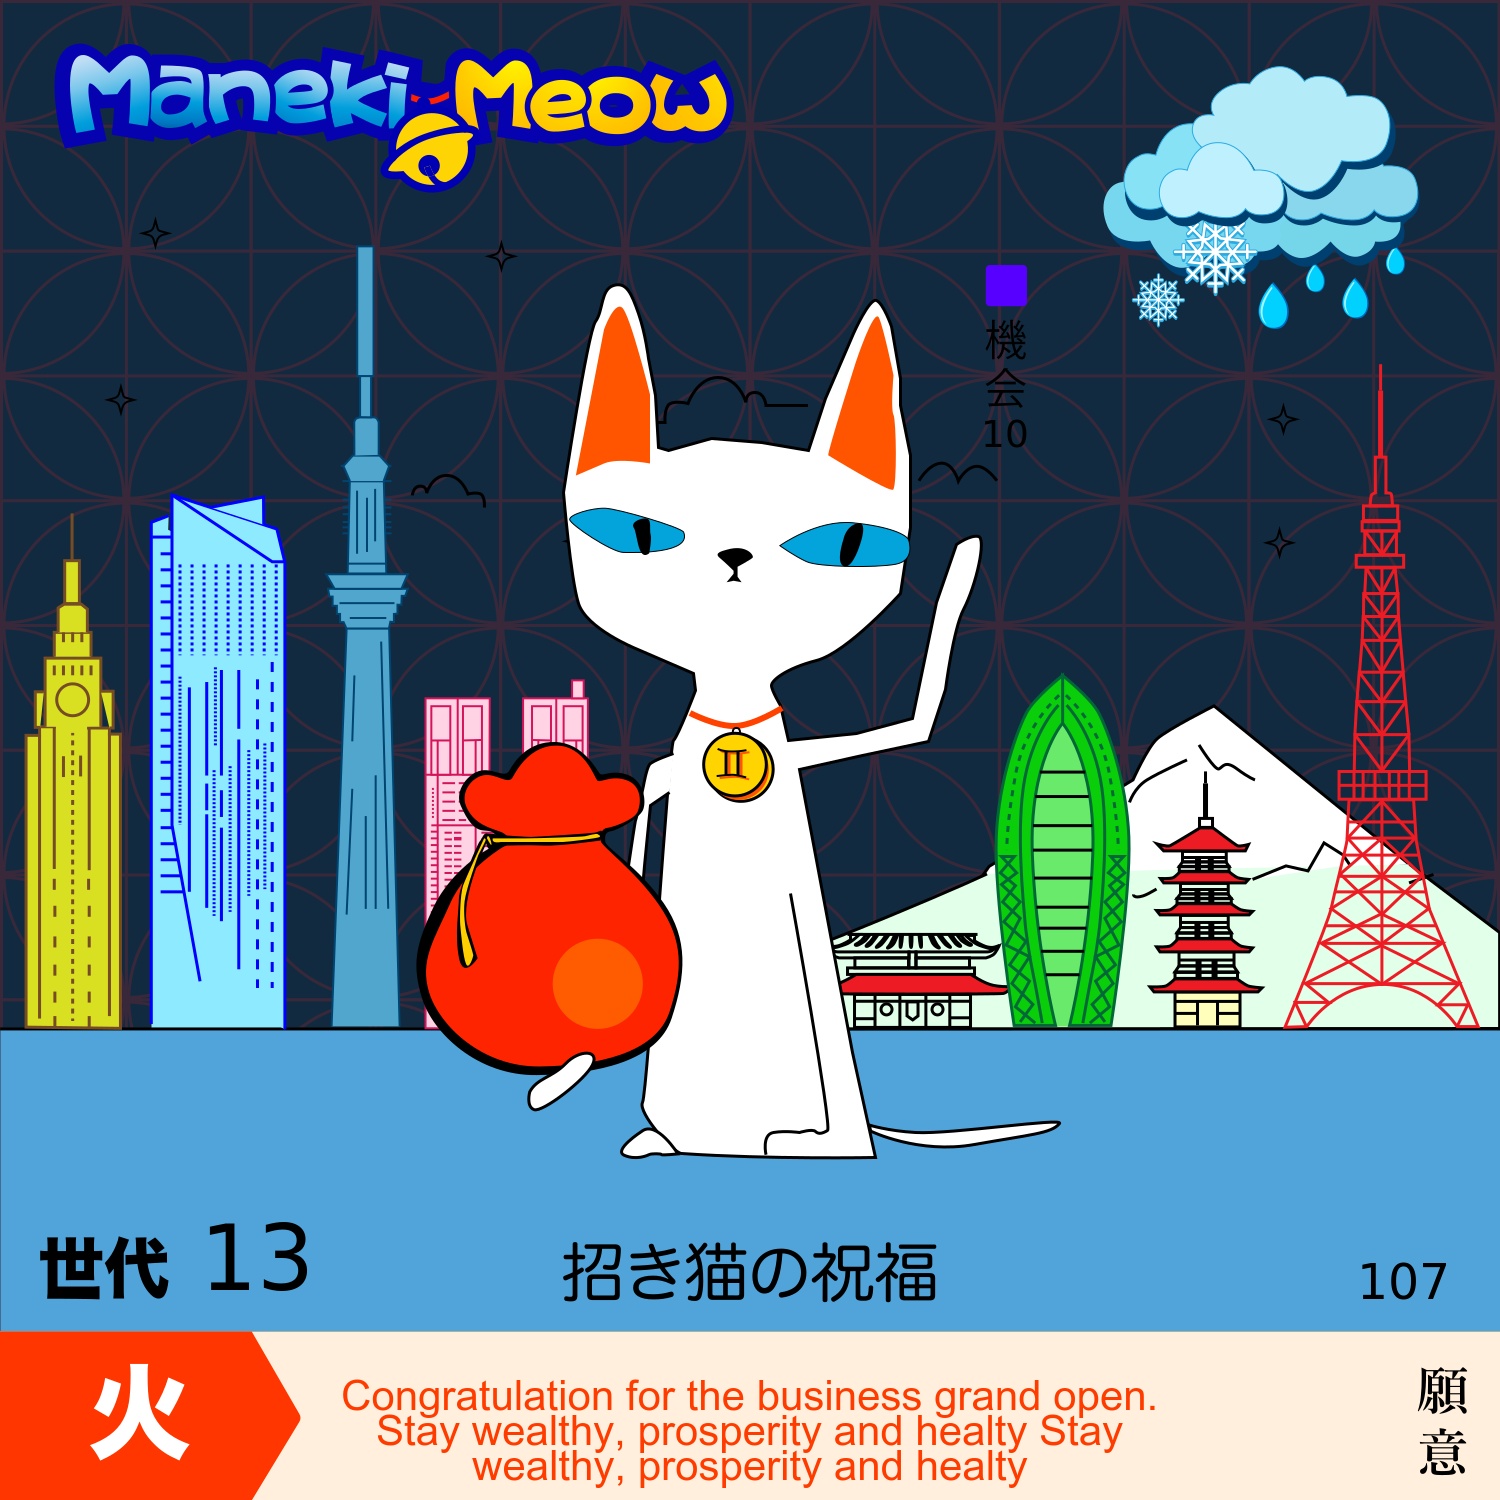 Maneki-Meow
機
会
10
II
世代 13
招き猫の祝福
107
火
Congratulation for the business grand open.
Stay wealthy, prosperity and healty Stay
wealthy, prosperity and healty
願
意